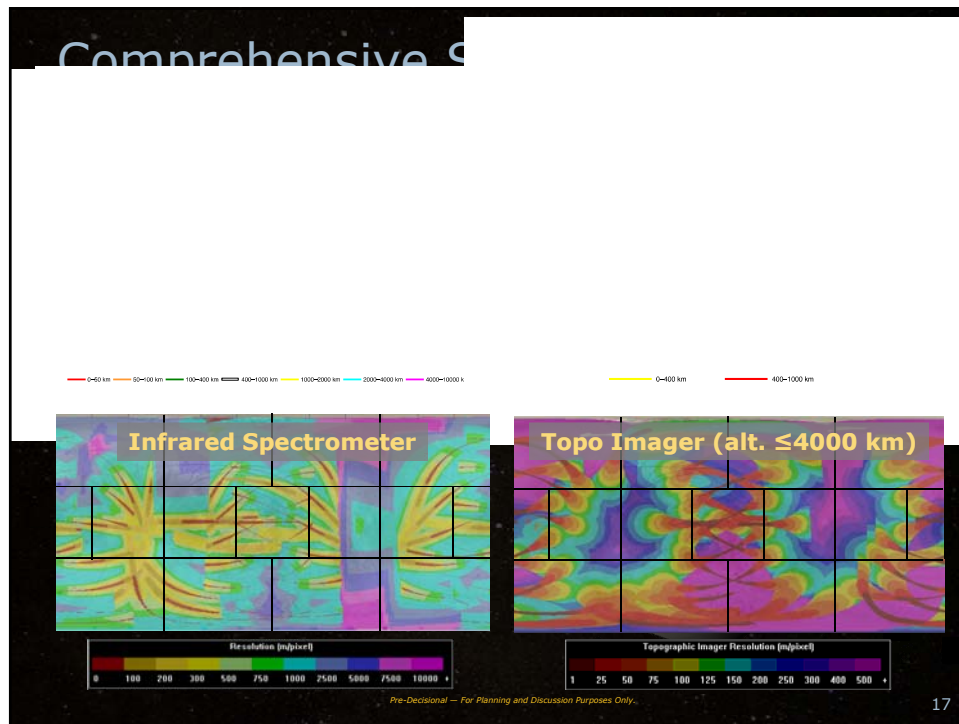 Comprehensive
0–50 km 50–100 km 100–400 km 400–1000 km 1000–2000 km 2000–4000 km 4000–10000 k
0–400 km 400–1000 km
Infrared Spectrometer
Topo Imager (alt. ≤4000 km)
Resolution (m/pixel)
0 100 200 300 500 750 1000 2500 5000 7500 10000 +
Topographic Imager Resolution (m/pixel)
1 25 50 75 100 125 150 200 250 300 400 500 +
Pre-Decisional — For Planning and Discussion Purposes Only.
17